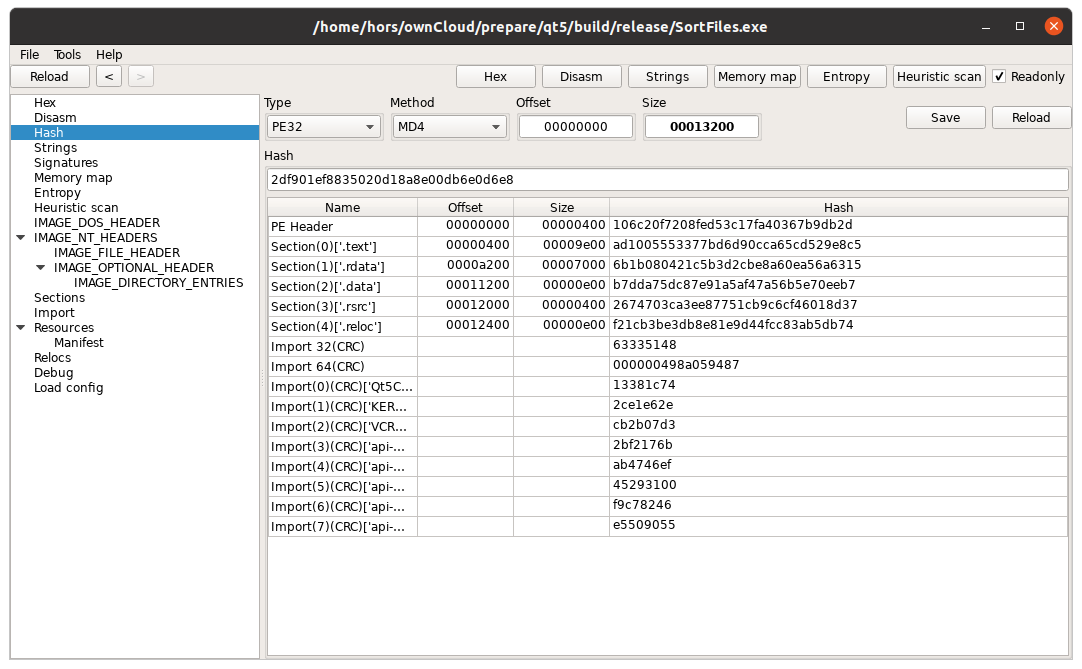 /home/hors/ownCloud/prepare/qt5/build/release/SortFiles.exe
File Tools Help
Reload < > Hex Disasm Strings Memory map Entropy Heuristic scan Readonly
Hex
Disasm
Hash
Strings
Signatures
Memory map
Entropy
Heuristic scan
IMAGE_DOS_HEADER
IMAGE_NT_HEADERS
IMAGE_FILE_HEADER
IMAGE_OPTIONAL_HEADER
IMAGE_DIRECTORY_ENTRIES
Sections
Import
Resources
Manifest
Relocs
Debug
Load config
Type Method Offset Size
PE32 MD4 00000000 00013200 Save Reload
Hash
2df901ef8835020d18a8e00db6e0d6e8
Name Offset Size Hash
PE Header 00000000 00000400 106c20f7208fed53c17fa40367b9db2d
Section(0)['.text'] 00000400 00009e00 ad1005553377bd6d90cca65cd529e8c5
Section(1)['.rdata'] 0000a200 00007000 6b1b080421c5b3d2cbe8a60ea56a6315
Section(2)['.data'] 00011200 00000e00 b7dda75dc87e91a5af47a56b5e70eeb7
Section(3)['.rsrc'] 00012000 00000400 2674703ca3ee87751cb9c6cf46018d37
Section(4)['.reloc'] 00012400 00000e00 f21cb3be3db8e81e9d44fcc83ab5db74
Import 32(CRC) 63335148
Import 64(CRC) 000000498a059487
Import(0)(CRC)['Qt5C... 13381c74
Import(1)(CRC)['KER... 2ce1e62e
Import(2)(CRC)['VCR... cb2b07d3
Import(3)(CRC)['api-... 2bf2176b
Import(4)(CRC)['api-... ab4746ef
Import(5)(CRC)['api-... 45293100
Import(6)(CRC)['api-... f9c78246
Import(7)(CRC)['api-... e5509055